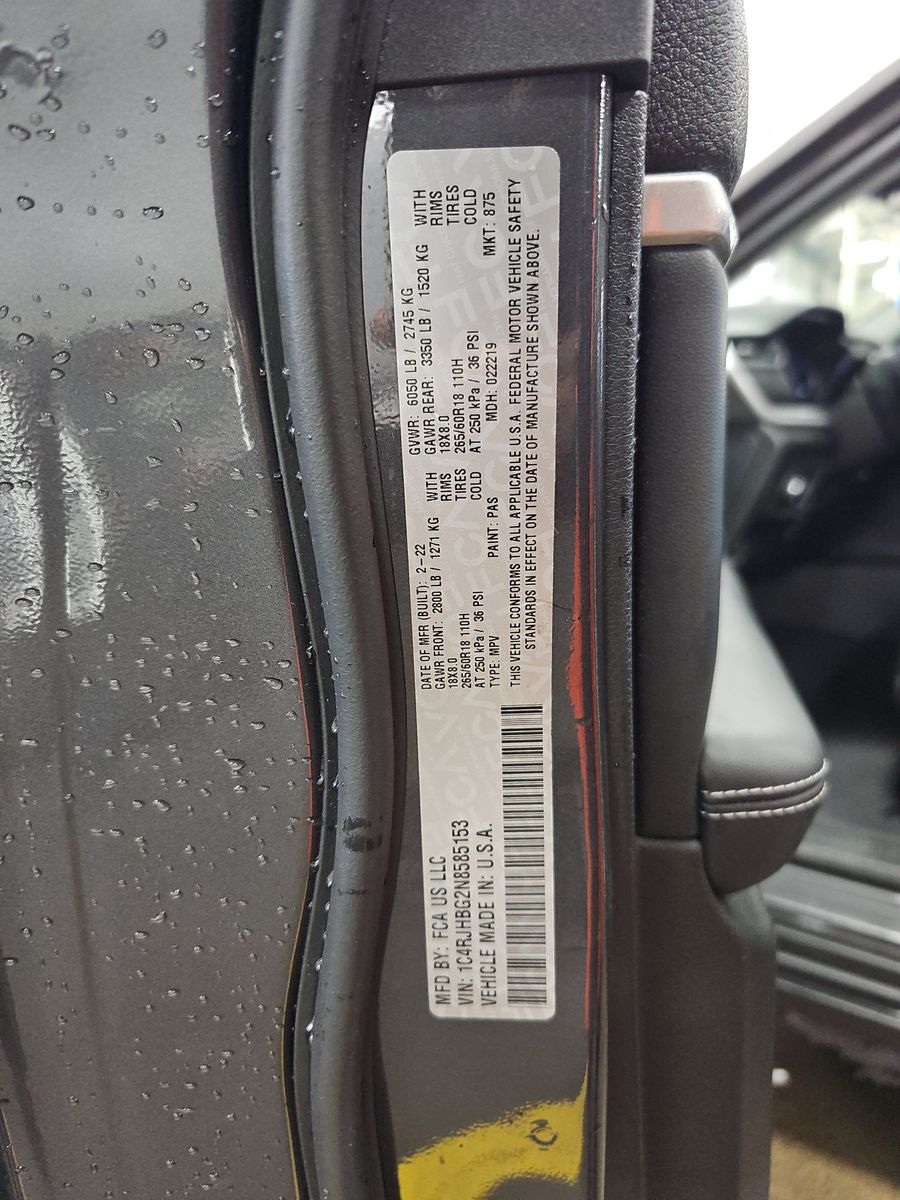 MFD BY: FCA US LLC
VIN: 1C4RJHBG2N8585153
VEHICLE MADE IN: U.S.A.
DATE OF MFR (BUILT): 2-22
GAWR FRONT: 2800 LB / 1271 KG WITH
18X8.0 RIMS
265/60R18 110H TIRES
AT 250 kPa / 36 PSI COLD
TYPE: MPV PAINT: PAS
GVWR: 6050 LB / 2745 KG
GAWR REAR: 3350 LB / 1520 KG WITH
18X8.0 RIMS
265/60R18 110H TIRES
AT 250 kPa / 36 PSI COLD
MDH: 022219 MKT: 875
THIS VEHICLE CONFORMS TO ALL APPLICABLE U.S.A. FEDERAL MOTOR VEHICLE SAFETY
STANDARDS IN EFFECT ON THE DATE OF MANUFACTURE SHOWN ABOVE.